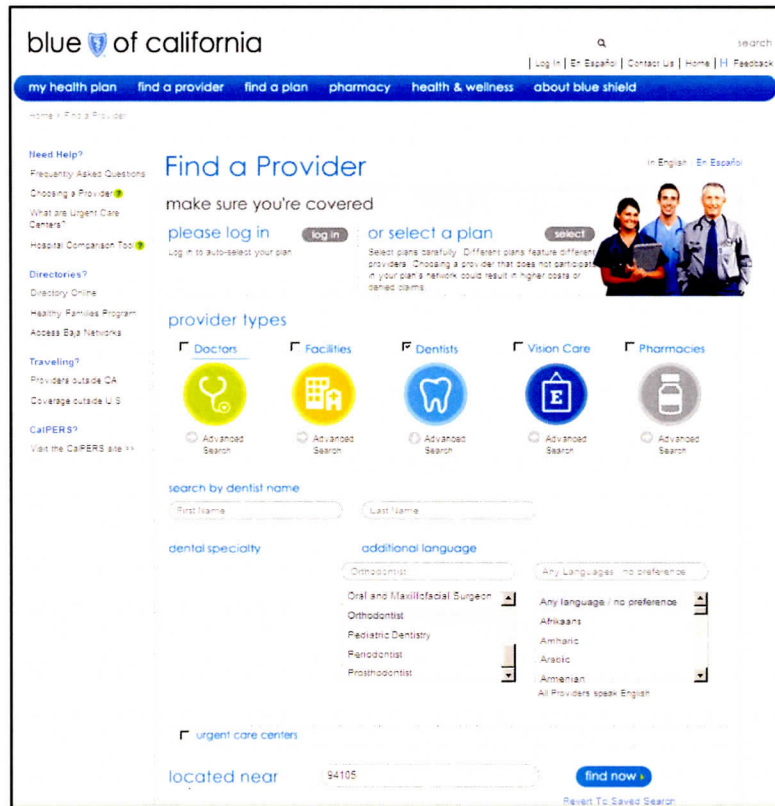 blue of california
search
Log In | En Español | Contact Us | Home | Feedback
my health plan find a provider find a plan pharmacy health & wellness about blue shield
Home > Find a Provider
Need Help?
Frequently Asked Questions
Choosing a Provider ?
What are Urgent Care
Centers?
Hospital Comparison Tool ?
Directories?
Directory Online
Healthy Families Program
Access Baja Networks
Traveling?
Providers outside CA
Coverage outside U.S
CalPERS?
Visit the CalPERS site >>
Find a Provider
In English En Español
make sure you're covered
please log in log in
Log in to auto-select your plan
or select a plan select
Select plans carefully. Different plans feature different
providers. Choosing a provider that does not participate
in your plan's network could result in higher costs or
denied claims
provider types
Doctors Facilities Dentists Vision Care Pharmacies
E
Advanced Search Advanced Search Advanced Search Advanced Search Advanced Search
search by dentist name
First Name Last Name
dental specialty additional language
Orthodontist Any Languages / no preference
Oral and Maxillofacial Surgeon
Orthodontist
Pediatric Dentistry
Periodontist
Prosthodontist
Any language / no preference
Afrikaans
Amharic
Arabic
Armenian
All Providers speak English
urgent care centers
located near 94105 find now
Revert To Saved Search